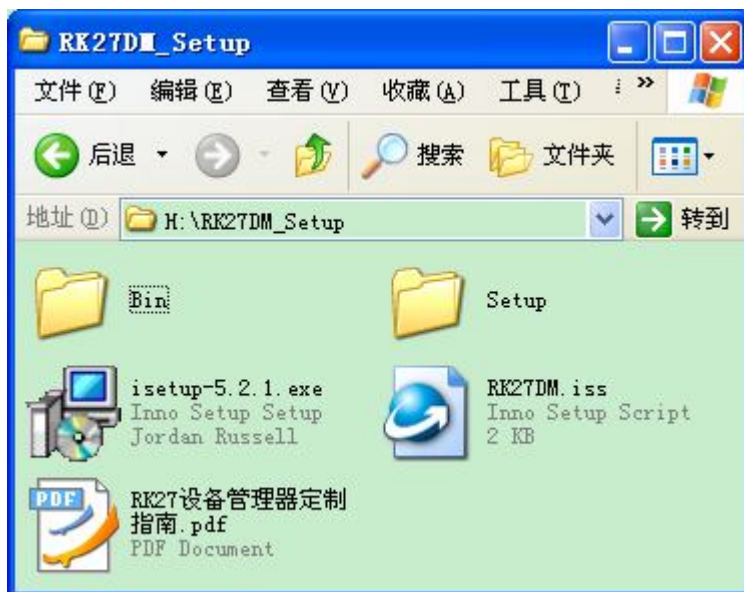 RK27DM_Setup
文件(F) 编辑(E) 查看(V) 收藏(A) 工具(T) »
后退 搜索 文件夹
地址(D) H:\RK27DM_Setup 转到
Bin
Setup
isetup-5.2.1.exe
Inno Setup Setup
Jordan Russell
RK27DM.iss
Inno Setup Script
2 KB
PDF
RK27设备管理器定制
指南.pdf
PDF Document